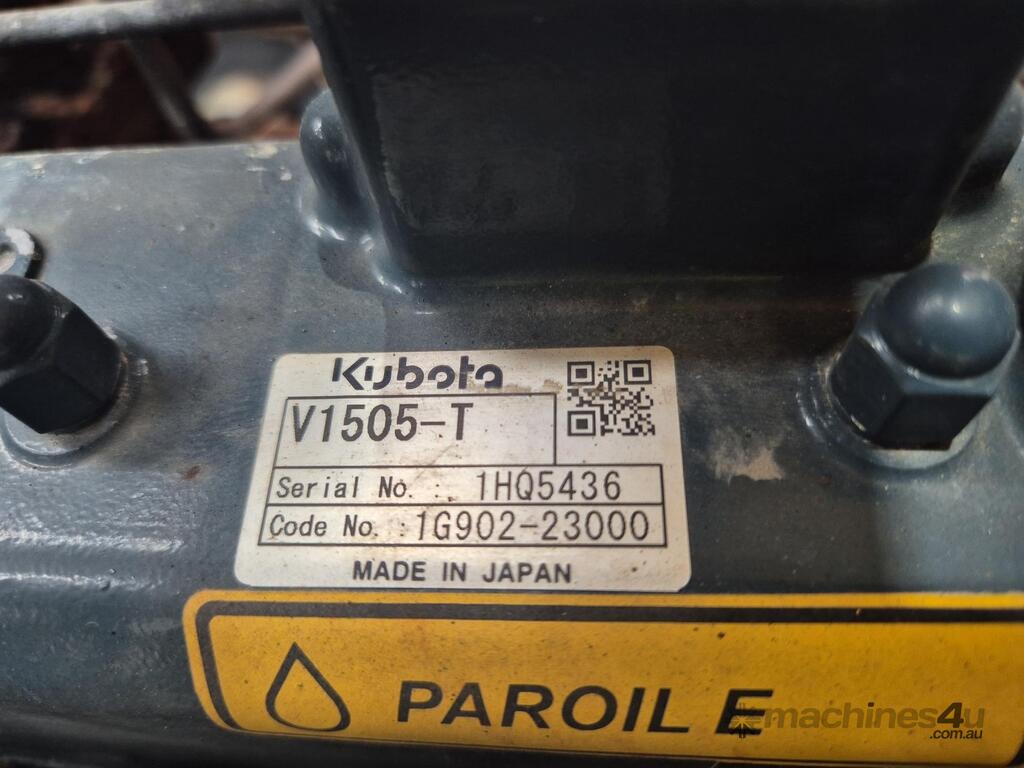 Kubota
V1505-T
Serial No. : 1HQ5436
Code No. :1G902-23000
MADE IN JAPAN
PAROIL E
machines4u
.com.au